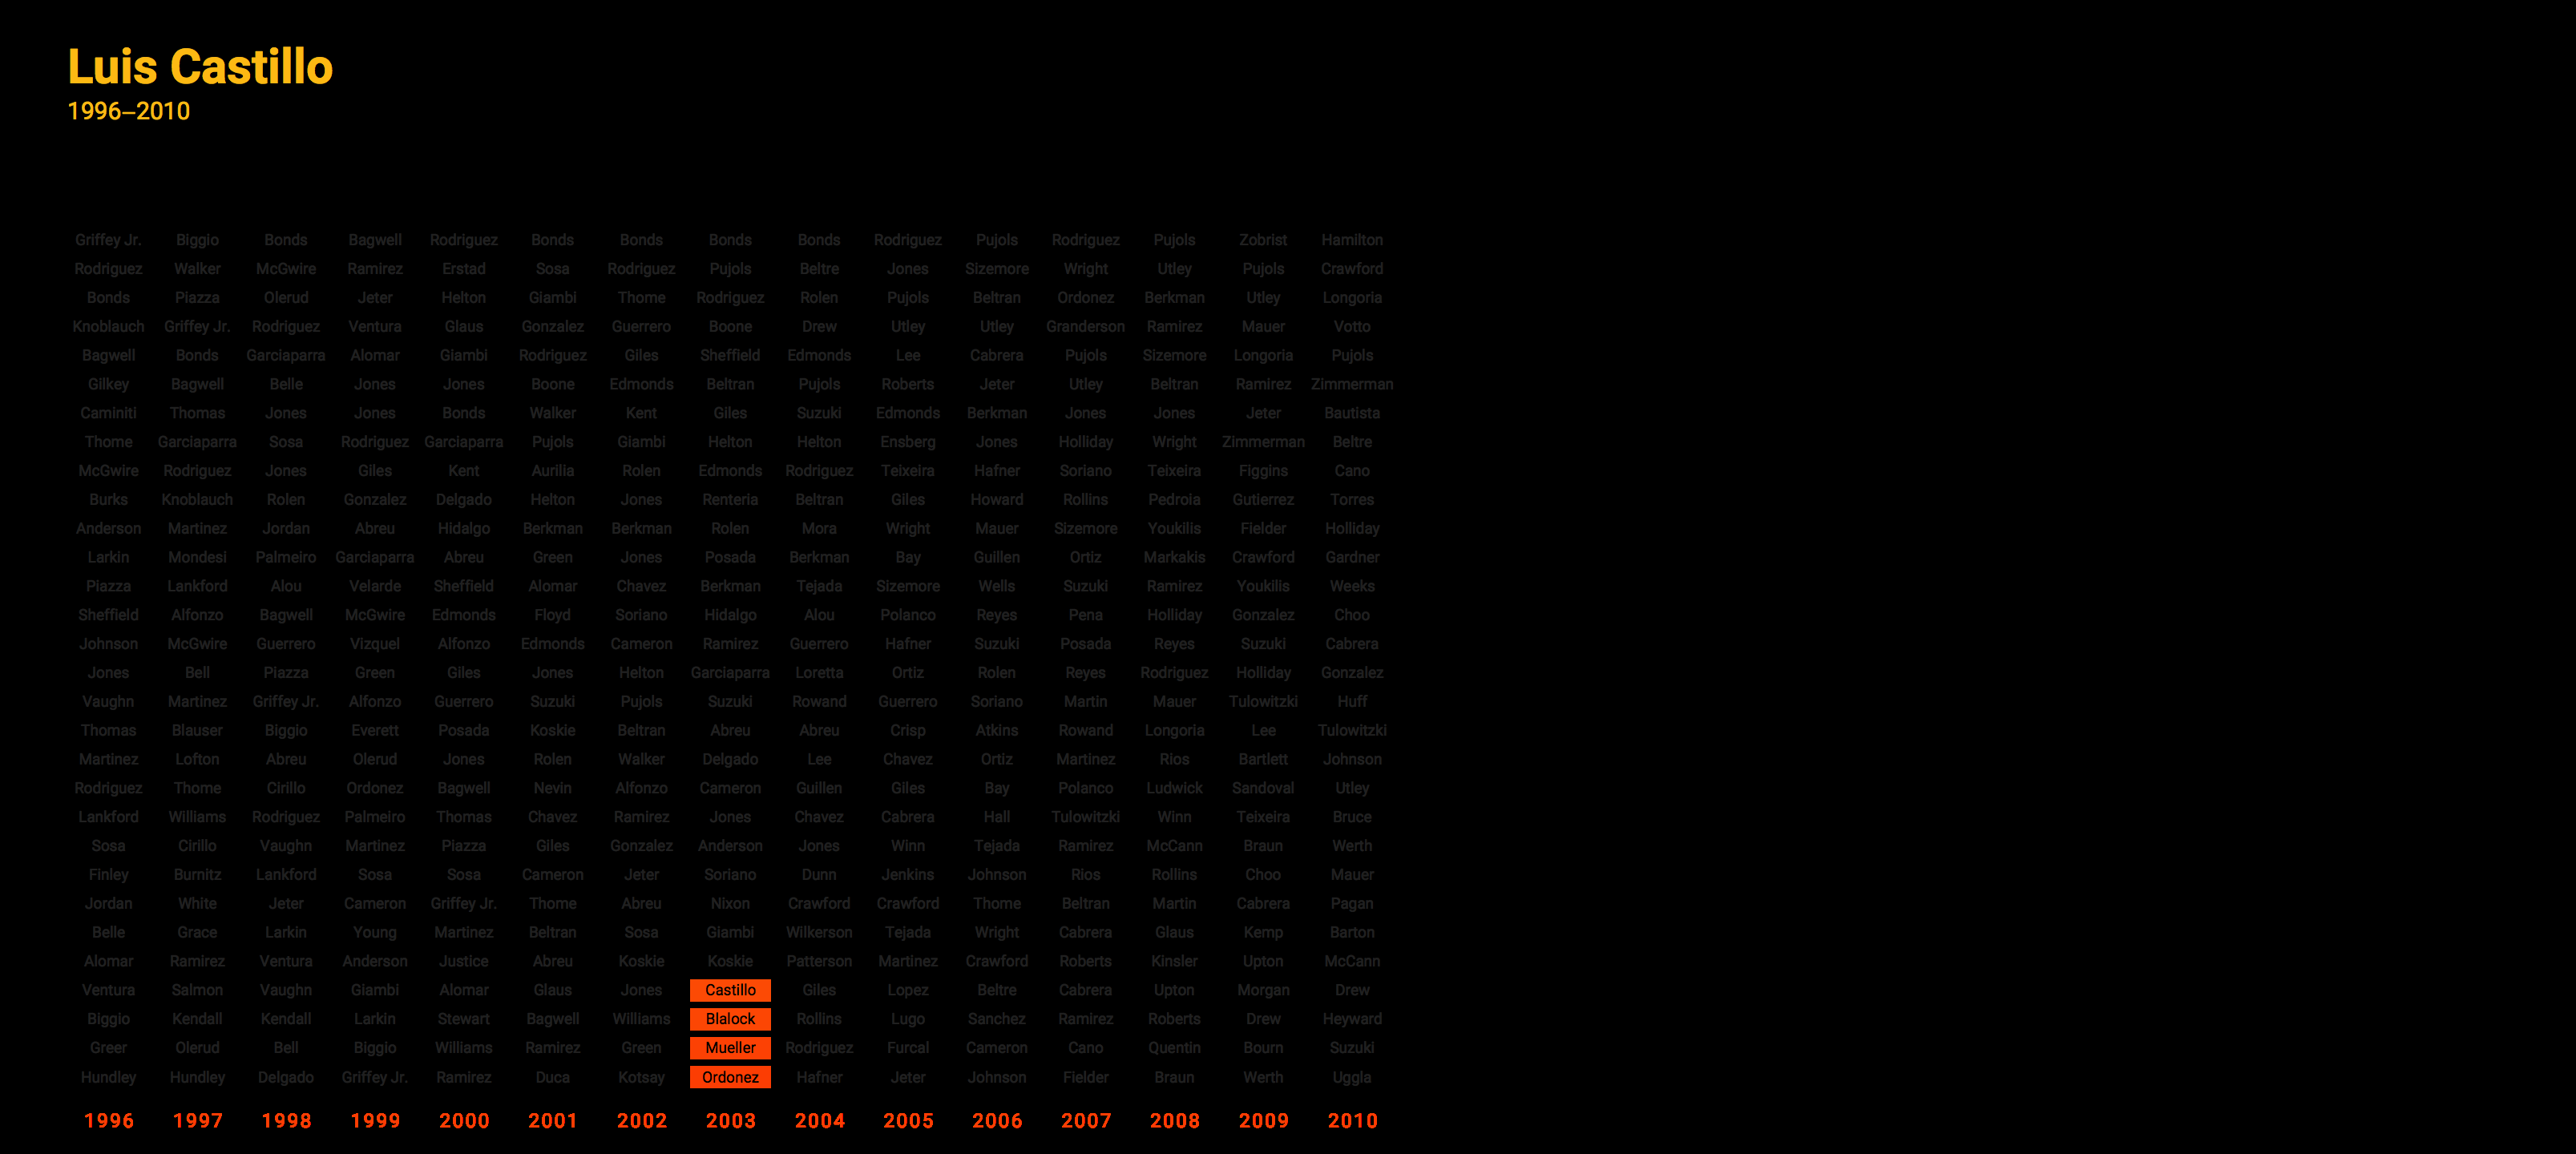 Luis Castillo
1996–2010
Griffey Jr. Biggio Bonds Bagwell Rodriguez Bonds Bonds Bonds Bonds Rodriguez Pujols Rodriguez Pujols Zobrist Hamilton
Rodriguez Walker McGwire Ramirez Erstad Sosa Rodriguez Pujols Beltre Jones Sizemore Wright Utley Pujols Crawford
Bonds Piazza Olerud Jeter Helton Giambi Thome Rodriguez Rolen Pujols Beltran Ordonez Berkman Utley Longoria
Knoblauch Griffey Jr. Rodriguez Ventura Glaus Gonzalez Guerrero Boone Drew Utley Utley Granderson Ramirez Mauer Votto
Bagwell Bonds Garciaparra Alomar Giambi Rodriguez Giles Sheffield Edmonds Lee Cabrera Pujols Sizemore Longoria Pujols
Gilkey Bagwell Belle Jones Jones Boone Edmonds Beltran Pujols Roberts Jeter Utley Beltran Ramirez Zimmerman
Caminiti Thomas Jones Jones Bonds Walker Kent Giles Suzuki Edmonds Berkman Jones Jones Jeter Bautista
Thome Garciaparra Sosa Rodriguez Garciaparra Pujols Giambi Helton Helton Ensberg Jones Holliday Wright Zimmerman Beltre
McGwire Rodriguez Jones Giles Kent Aurilia Rolen Edmonds Rodriguez Teixeira Hafner Soriano Teixeira Figgins Cano
Burks Knoblauch Rolen Gonzalez Delgado Helton Jones Renteria Beltran Giles Howard Rollins Pedroia Gutierrez Torres
Anderson Martinez Jordan Abreu Hidalgo Berkman Berkman Rolen Mora Wright Mauer Sizemore Youkilis Fielder Holliday
Larkin Mondesi Palmeiro Garciaparra Abreu Green Jones Posada Berkman Bay Guillen Ortiz Markakis Crawford Gardner
Piazza Lankford Alou Velarde Sheffield Alomar Chavez Berkman Tejada Sizemore Wells Suzuki Ramirez Youkilis Weeks
Sheffield Alfonzo Bagwell McGwire Edmonds Floyd Soriano Hidalgo Alou Polanco Reyes Pena Holliday Gonzalez Choo
Johnson McGwire Guerrero Vizquel Alfonzo Edmonds Cameron Ramirez Guerrero Hafner Suzuki Posada Reyes Suzuki Cabrera
Jones Bell Piazza Green Giles Jones Helton Garciaparra Loretta Ortiz Rolen Reyes Rodriguez Holliday Gonzalez
Vaughn Martinez Griffey Jr. Alfonzo Guerrero Suzuki Pujols Suzuki Rowand Guerrero Soriano Martin Mauer Tulowitzki Huff
Thomas Blauser Biggio Everett Posada Koskie Beltran Abreu Abreu Crisp Atkins Rowand Longoria Lee Tulowitzki
Martinez Lofton Abreu Olerud Jones Rolen Walker Delgado Lee Chavez Ortiz Martinez Rios Bartlett Johnson
Rodriguez Thome Cirillo Ordonez Bagwell Nevin Alfonzo Cameron Guillen Giles Bay Polanco Ludwick Sandoval Utley
Lankford Williams Rodriguez Palmeiro Thomas Chavez Ramirez Jones Chavez Cabrera Hall Tulowitzki Winn Teixeira Bruce
Sosa Cirillo Vaughn Martinez Piazza Giles Gonzalez Anderson Jones Winn Tejada Ramirez McCann Braun Werth
Finley Burnitz Lankford Sosa Sosa Cameron Jeter Soriano Dunn Jenkins Johnson Rios Rollins Choo Mauer
Jordan White Jeter Cameron Griffey Jr. Thome Abreu Nixon Crawford Crawford Thome Beltran Martin Cabrera Pagan
Belle Grace Larkin Young Martinez Beltran Sosa Giambi Wilkerson Tejada Wright Cabrera Glaus Kemp Barton
Alomar Ramirez Ventura Anderson Justice Abreu Koskie Koskie Patterson Martinez Crawford Roberts Kinsler Upton McCann
Ventura Salmon Vaughn Giambi Alomar Glaus Jones Castillo Giles Lopez Beltre Cabrera Upton Morgan Drew
Biggio Kendall Kendall Larkin Stewart Bagwell Williams Blalock Rollins Lugo Sanchez Ramirez Roberts Drew Heyward
Greer Olerud Bell Biggio Williams Ramirez Green Mueller Rodriguez Furcal Cameron Cano Quentin Bourn Suzuki
Hundley Hundley Delgado Griffey Jr. Ramirez Duca Kotsay Ordonez Hafner Jeter Johnson Fielder Braun Werth Uggla
1996 1997 1998 1999 2000 2001 2002 2003 2004 2005 2006 2007 2008 2009 2010